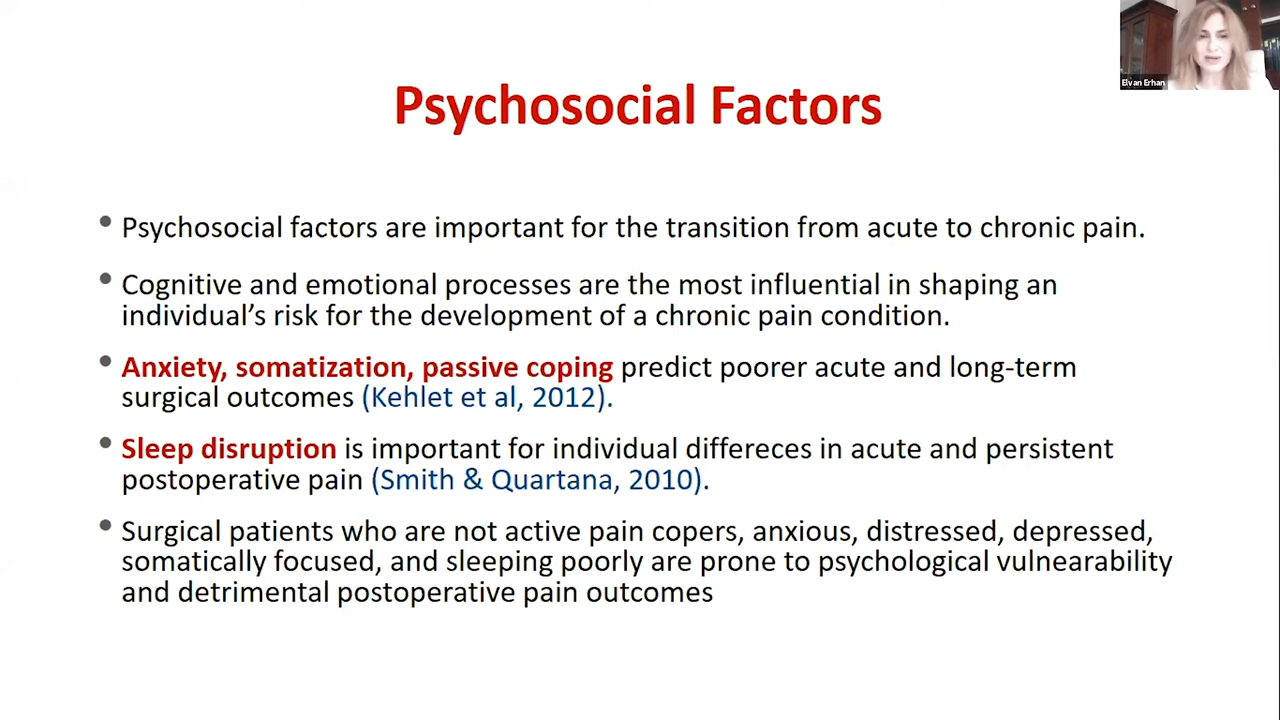 Elvan Erhan
Psychosocial Factors
• Psychosocial factors are important for the transition from acute to chronic pain.
• Cognitive and emotional processes are the most influential in shaping an
individual’s risk for the development of a chronic pain condition.
• Anxiety, somatization, passive coping predict poorer acute and long-term
surgical outcomes (Kehlet et al, 2012).
• Sleep disruption is important for individual differeces in acute and persistent
postoperative pain (Smith & Quartana, 2010).
• Surgical patients who are not active pain copers, anxious, distressed, depressed,
somatically focused, and sleeping poorly are prone to psychological vulnearability
and detrimental postoperative pain outcomes